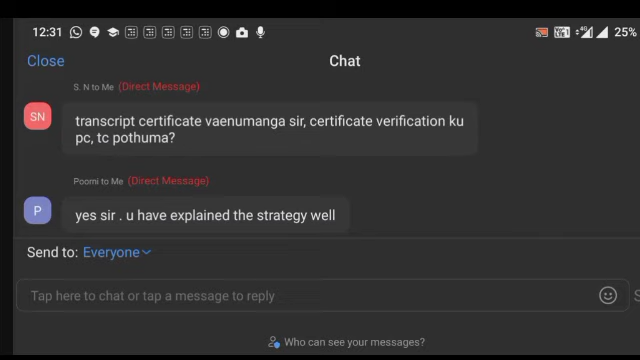 12:31 4G 25%
Close Chat
S. N to Me (Direct Message)
SN
transcript certificate vaenumanga sir, certificate verification ku
pc, tc pothuma?
Poomi to Me (Direct Message)
P
yes sir . u have explained the strategy well
Send to: Everyone
Tap here to chat or tap a message to reply
Who can see your messages?